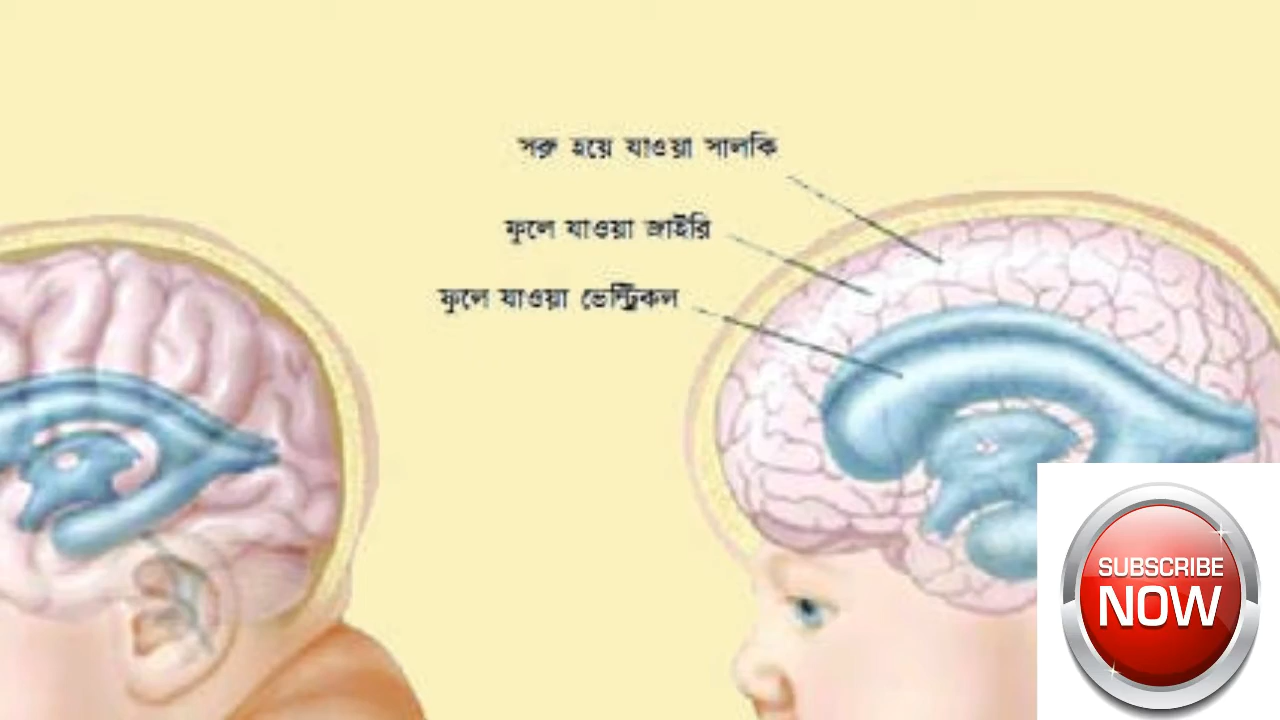 সরু হয়ে যাওয়া সালকি
ফুলে যাওয়া জাইরি
ফুলে যাওয়া ভেন্ট্রিকল
SUBSCRIBE
NOW